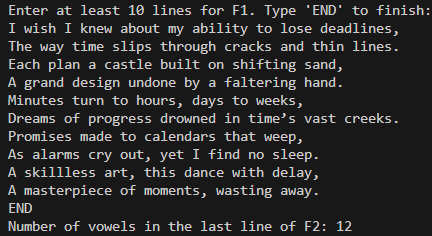 Enter at least 10 lines for F1. Type 'END' to finish:
I wish I knew about my ability to lose deadlines,
The way time slips through cracks and thin lines.
Each plan a castle built on shifting sand,
A grand design undone by a faltering hand.
Minutes turn to hours, days to weeks,
Dreams of progress drowned in time’s vast creeks.
Promises made to calendars that weep,
As alarms cry out, yet I find no sleep.
A skillless art, this dance with delay,
A masterpiece of moments, wasting away.
END
Number of vowels in the last line of F2: 12